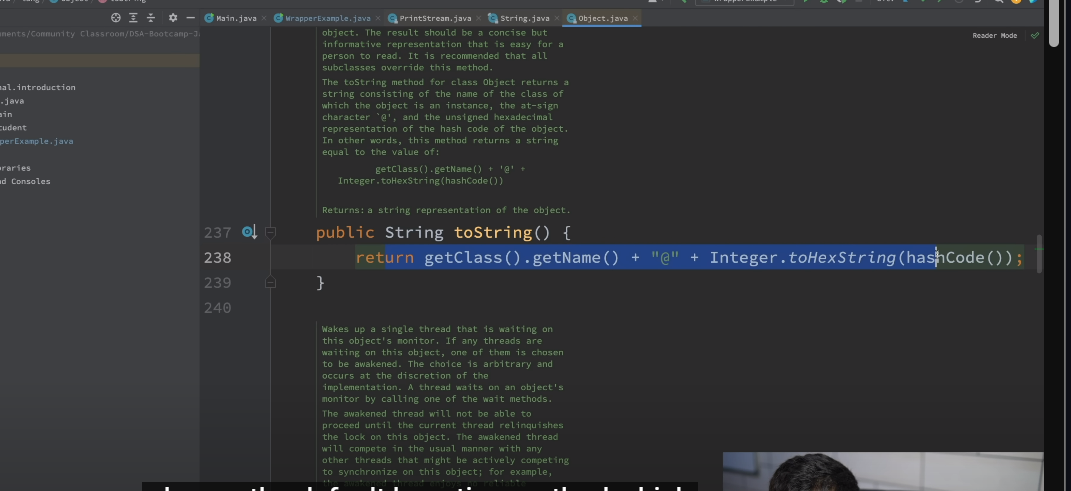 Main.java
WrapperExample.java
PrintStream.java
String.java
Object.java
ments/Community Classroom/DSA-Bootcamp-J
Reader Mode
object. The result should be a concise but
informative representation that is easy for a
person to read. It is recommended that all
subclasses override this method.
The toString method for class Object returns a
string consisting of the name of the class of
which the object is an instance, the at-sign
character `@', and the unsigned hexadecimal
representation of the hash code of the object.
In other words, this method returns a string
equal to the value of:
getClass().getName() + '@' +
Integer.toHexString(hashCode())
Returns: a string representation of the object.
nal.introduction
.java
ain
tudent
pperExample.java
braries
nd Consoles
237 public String toString() {
238 return getClass().getName() + "@" + Integer.toHexString(hashCode());
239 }
240
Wakes up a single thread that is waiting on
this object's monitor. If any threads are
waiting on this object, one of them is chosen
to be awakened. The choice is arbitrary and
occurs at the discretion of the
implementation. A thread waits on an object's
monitor by calling one of the wait methods.
The awakened thread will not be able to
proceed until the current thread relinquishes
the lock on this object. The awakened thread
will compete in the usual manner with any
other threads that might be actively competing
to synchronize on this object; for example,